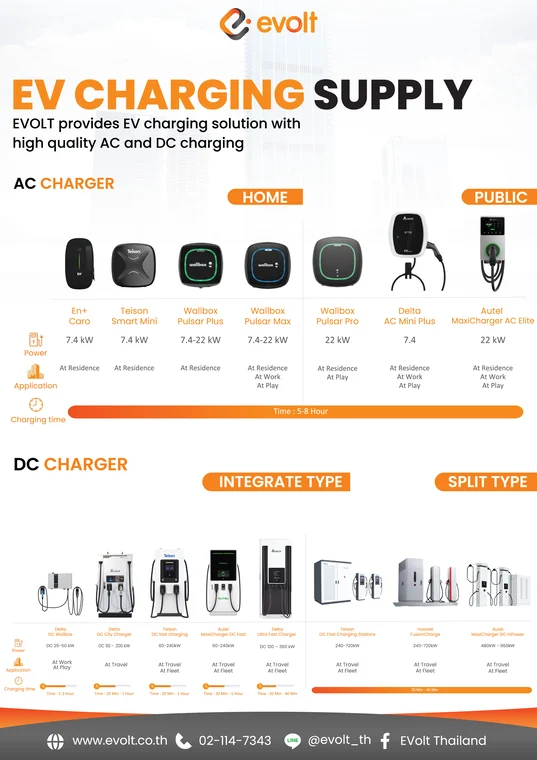 evolt
EV CHARGING SUPPLY
EVOLT provides EV charging solution with
high quality AC and DC charging
AC CHARGER
HOME
PUBLIC
En+
Caro
Teison
Smart Mini
Wallbox
Pulsar Plus
Wallbox
Pulsar Max
Wallbox
Pulsar Pro
Delta
AC Mini Plus
Autel
MaxiCharger AC Elite
Power
7.4 kW
7.4 kW
7.4-22 kW
7.4-22 kW
22 kW
7.4
22 kW
Application
At Residence
At Residence
At Residence
At Residence
At Work
At Play
At Residence
At Play
At Residence
At Work
At Play
At Residence
At Work
At Play
Charging time
Time : 5-8 Hour
DC CHARGER
INTEGRATE TYPE
SPLIT TYPE
Delta
DC Wallbox
Delta
DC City Charger
Teison
DC Fast Charging
Autel
MaxiCharger DC Fast
Delta
Ultra Fast Charger
Teison
DC Fast Charging Stations
Huawei
FusionCharge
Autel
MaxiCharger DC HiPower
Power
DC 25-50 kW
DC 50 - 200 kW
60-240kW
60-240kW
240-720kW
240-720kW
480kW - 960kW
Application
At Work
At Play
At Travel
At Travel
At Fleet
At Travel
At Fleet
At Travel
At Fleet
At Travel
At Fleet
At Travel
At Fleet
At Travel
At Fleet
Charging time
www.evolt.co.th
02-114-7343
LINE
@evolt_th
EVolt Thailand